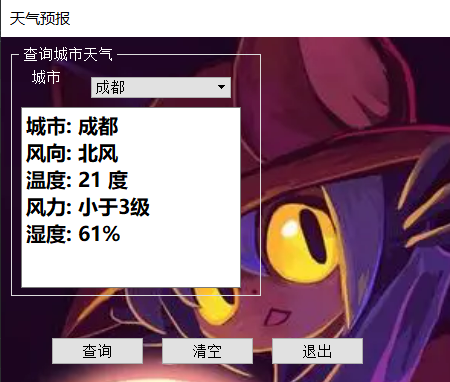 天气预报
查询城市天气
城市
成都
城市: 成都
风向: 北风
温度: 21 度
风力: 小于3级
湿度: 61%
查询
清空
退出